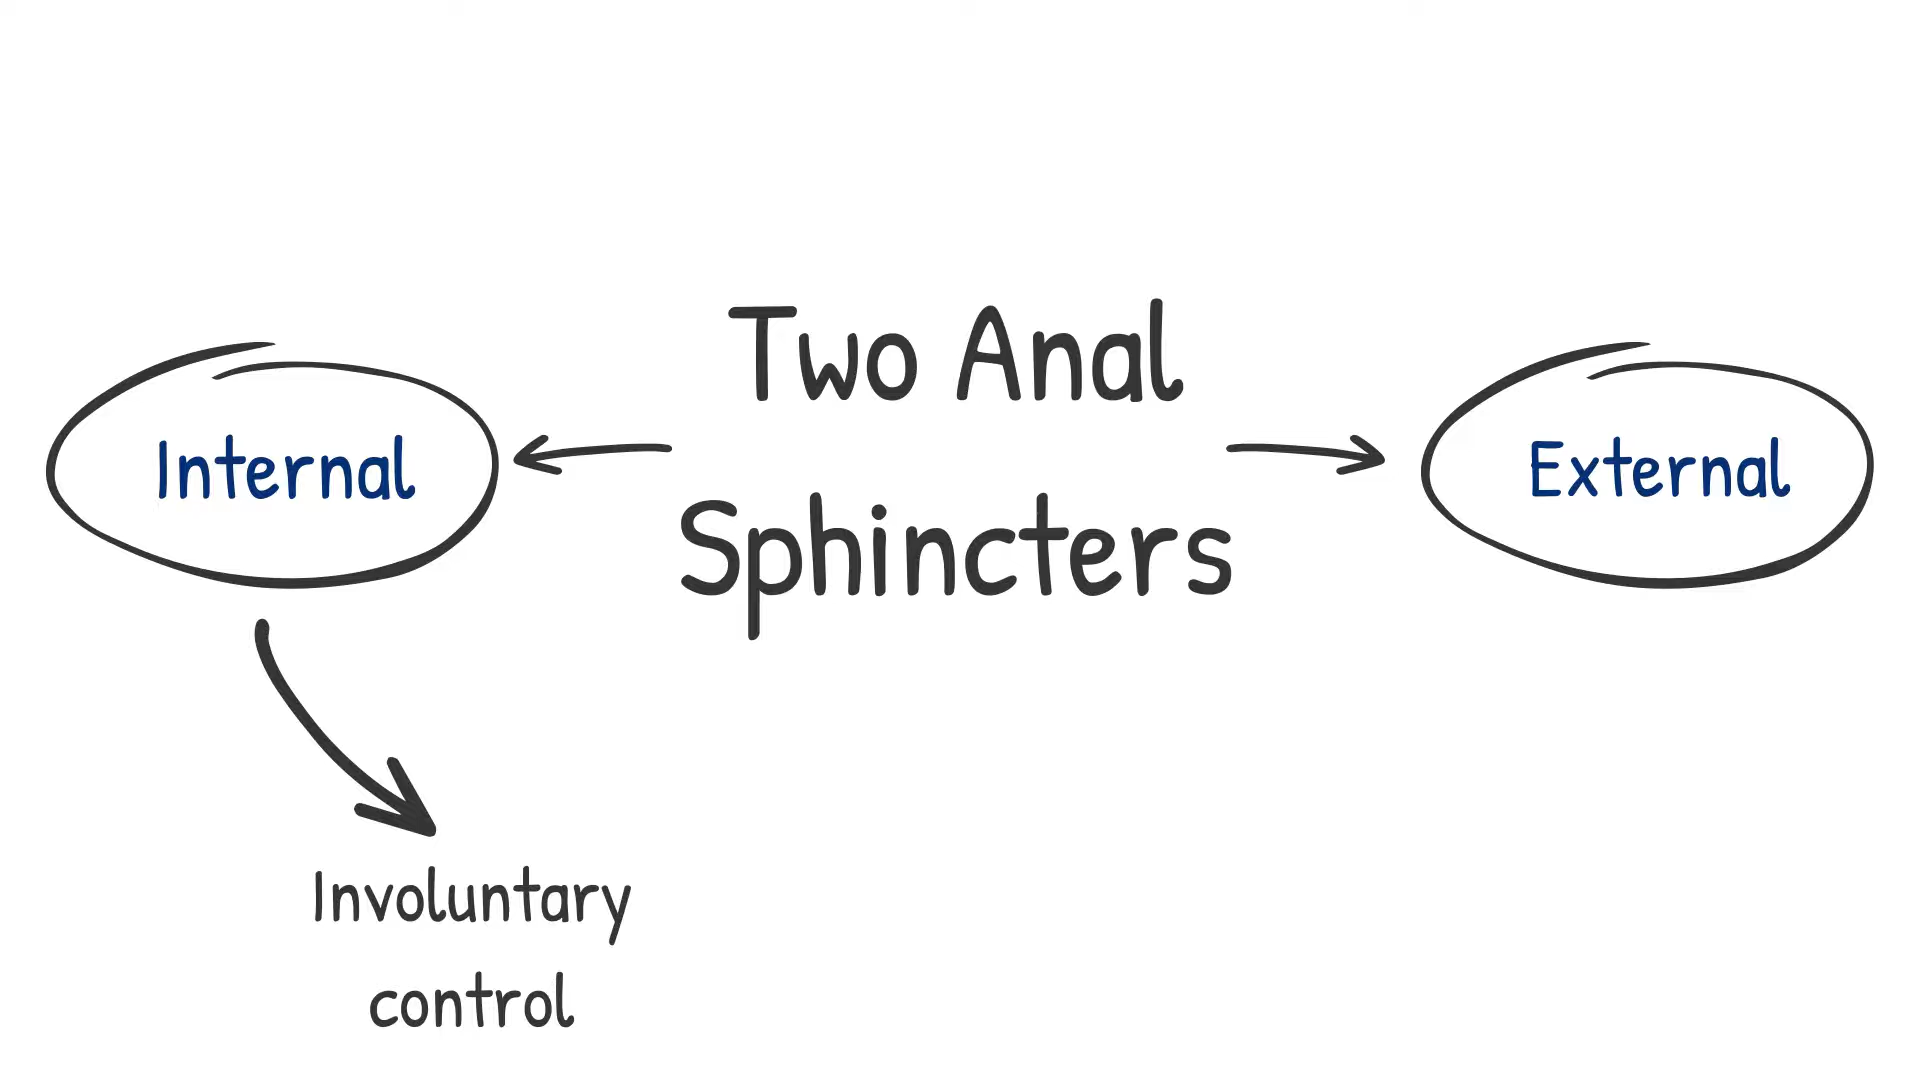 Two Anal
Sphincters
Internal
External
Involuntary
control